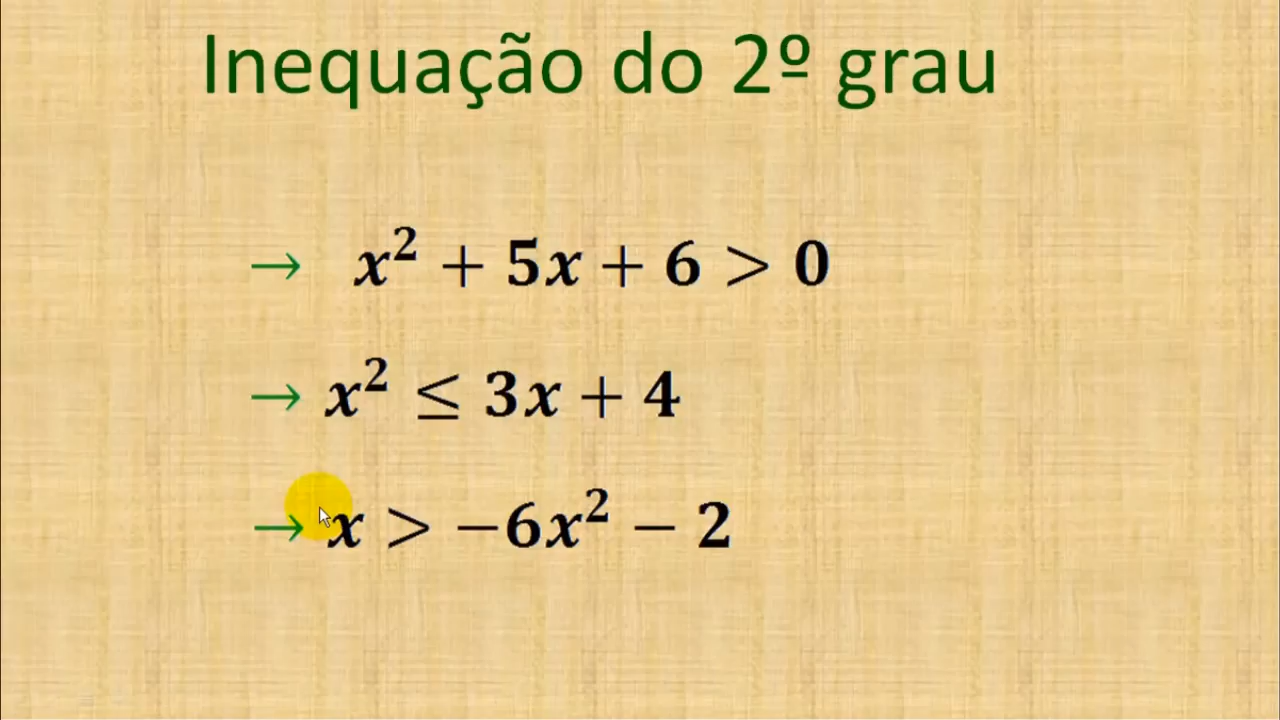 Inequação do 2º grau
→ x² + 5x + 6 > 0
→ x² ≤ 3x + 4
→ x > −6x² − 2